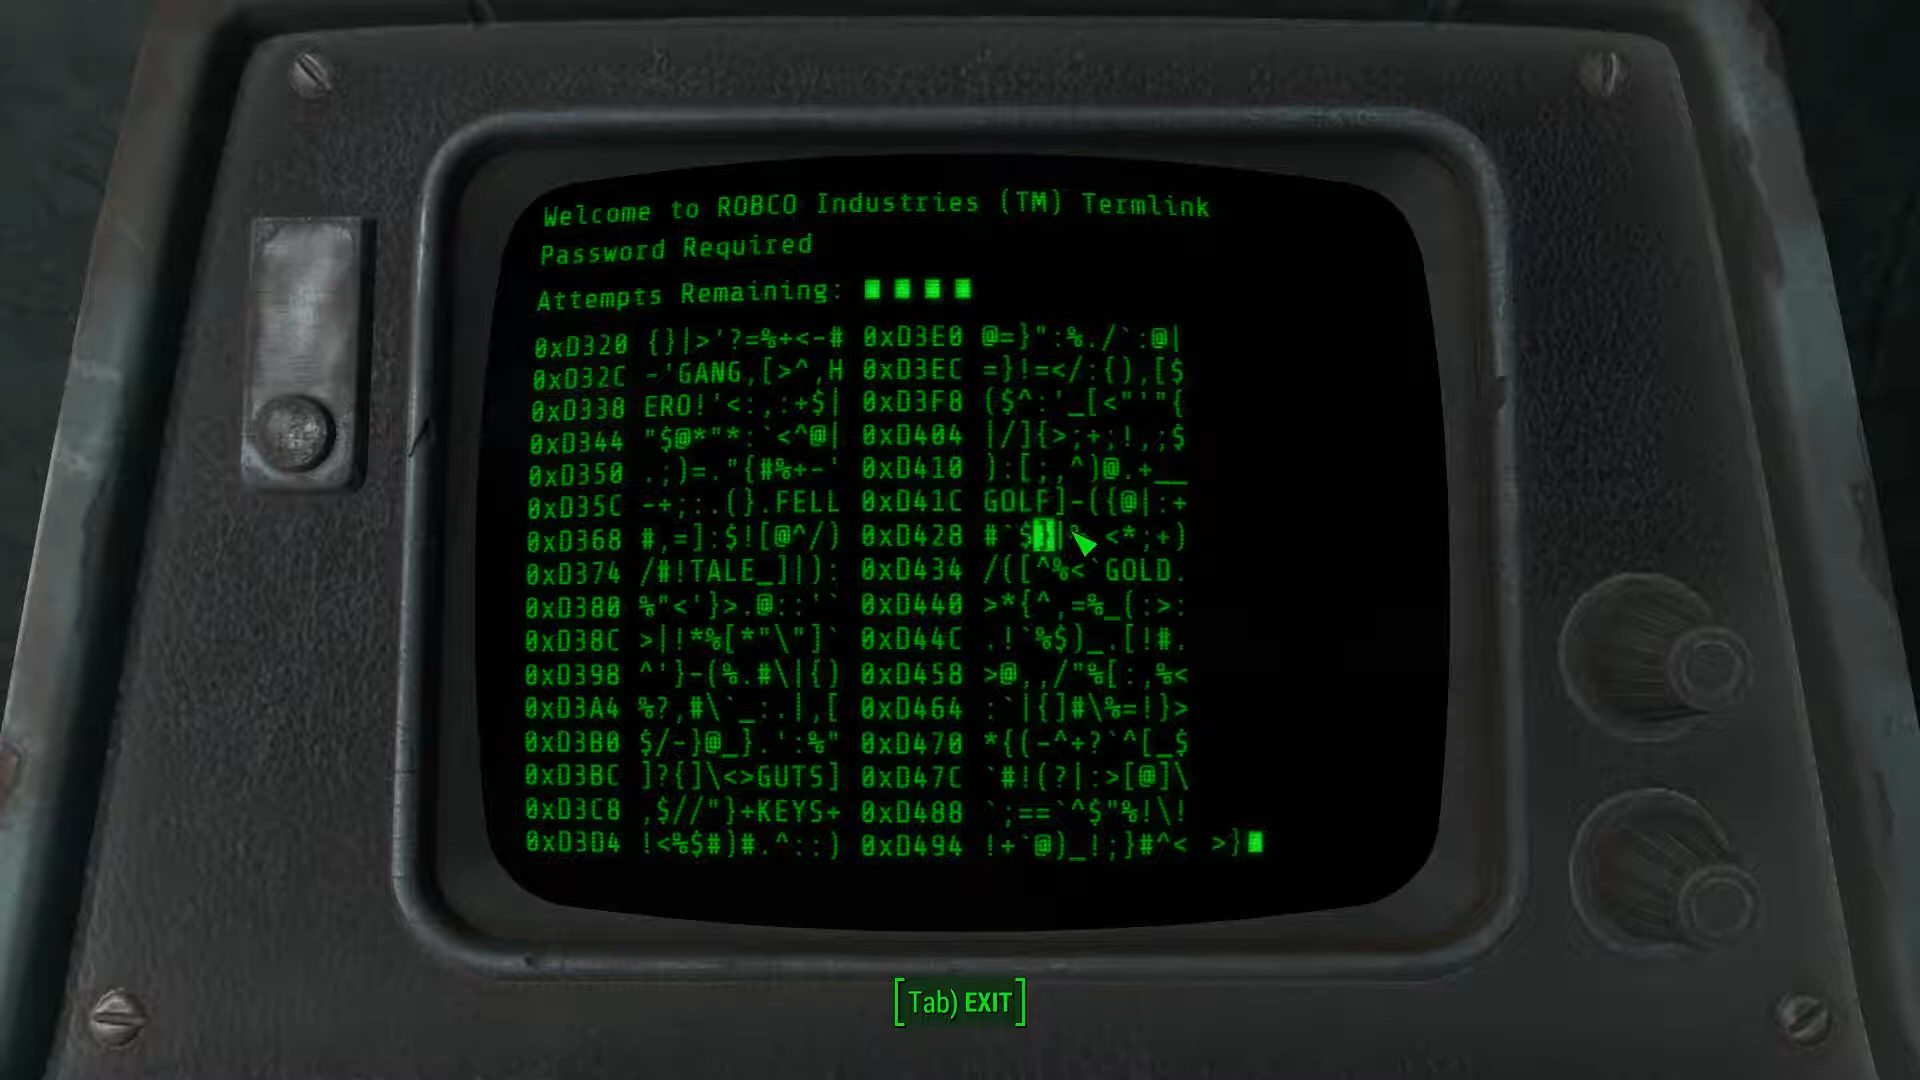 Welcome to ROBCO Industries (TM) Termlink
Password Required
Attempts Remaining:
0xD320 {}|>'?=%+<-# 0xD3E0 @=}":%./`:@|
0xD32C -'GANG,[>^,H 0xD3EC =}!=</:{),[$
0xD338 ERO!'<:,:+$| 0xD3F8 ($^:'_[<"'"{
0xD344 "$@*"*:`<^@| 0xD404 |/]{>;+;!,;$
0xD350 .;)=."{#%+-' 0xD410 ):[;,^)@.+__
0xD35C -+;:.(}.FELL 0xD41C GOLF]-({@|:+
0xD368 #,=]:$![@^/) 0xD428 #`$ <*;+)
0xD374 /#!TALE_]|): 0xD434 /([^%<`GOLD.
0xD380 %"<'}>.@::'` 0xD440 >*{^,=%_(:>:
0xD38C >|!*%[*"\"]` 0xD44C .!`%$)_.[!#.
0xD398 ^'}-(%.#\|{) 0xD458 >@,,/"%[:,%<
0xD3A4 %?,#\`_:.|,[ 0xD464 :`|{]#\%=!}>
0xD3B0 $/-}@_}.':%" 0xD470 *{(-^+?`^[_$
0xD3BC ]?{]\<>GUTS] 0xD47C `#!(?|:>[@]\
0xD3C8 ,$//"}+KEYS+ 0xD488 `;==`^$"%!\!
0xD3D4 !<%$#)#.^::) 0xD494 !+`@)_!;}#^< >}
[Tab) EXIT]